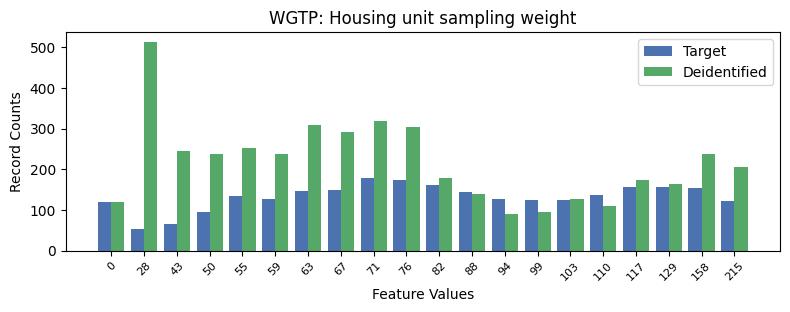 WGTP: Housing unit sampling weight
Target
Deidentified
Record Counts
500
400
300
200
100
0
0 28 43 50 55 59 63 67 71 76 82 88 94 99 103 110 117 129 158 215
Feature Values